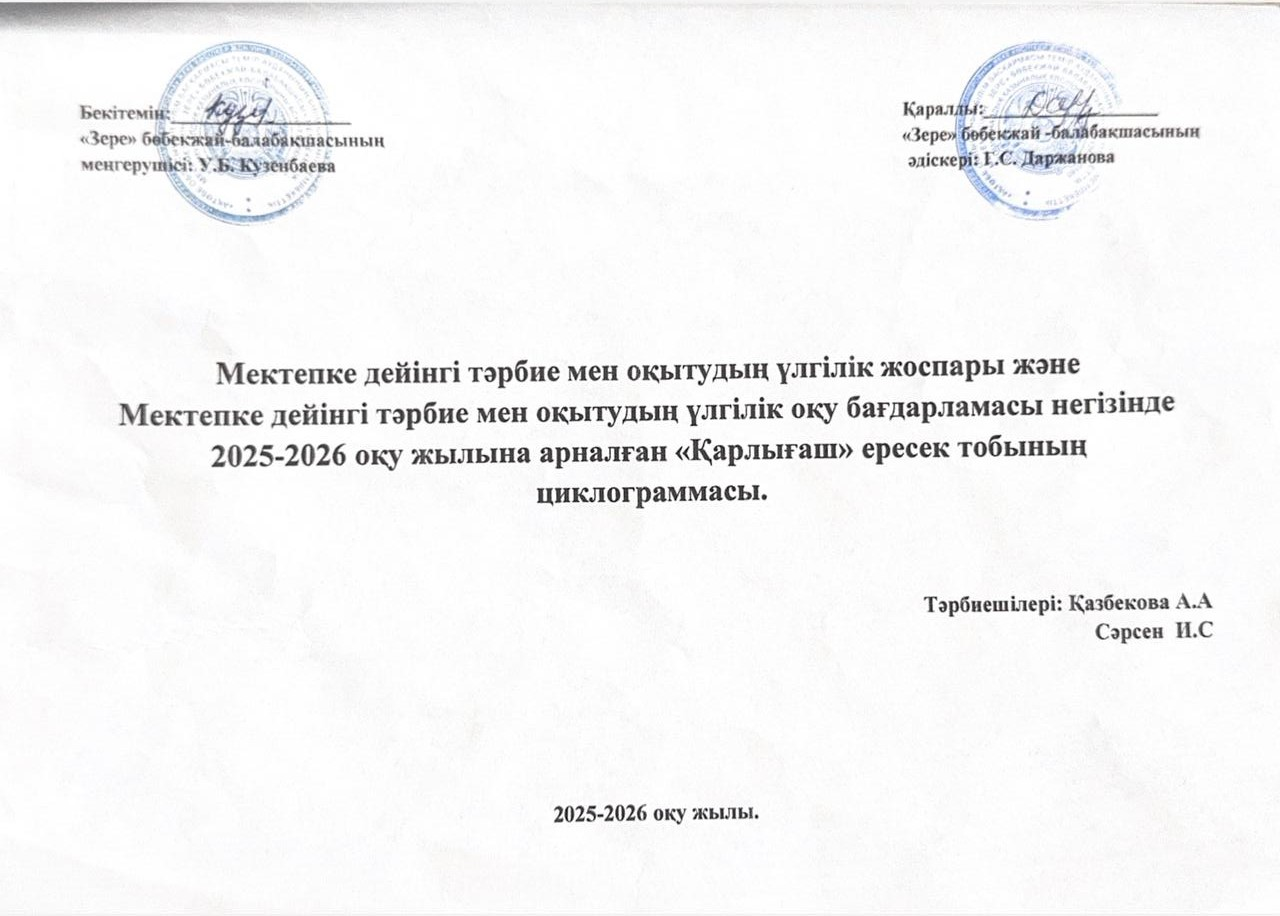 Бекітемін:
«Зере» бөбекжай-балабақшасының
меңгерушісі: У.Б. Кузенбаева
Қаралды:
«Зере» бөбекжай -балабақшасының
әдіскері: Г.С. Даржанова
Мектепке дейінгі тәрбие мен оқытудың үлгілік жоспары және
Мектепке дейінгі тәрбие мен оқытудың үлгілік оқу бағдарламасы негізінде
2025-2026 оқу жылына арналған «Қарлығаш» ересек тобының
циклограммасы.
Тәрбиешілері: Қазбекова А.А
Сәрсен И.С
2025-2026 оқу жылы.